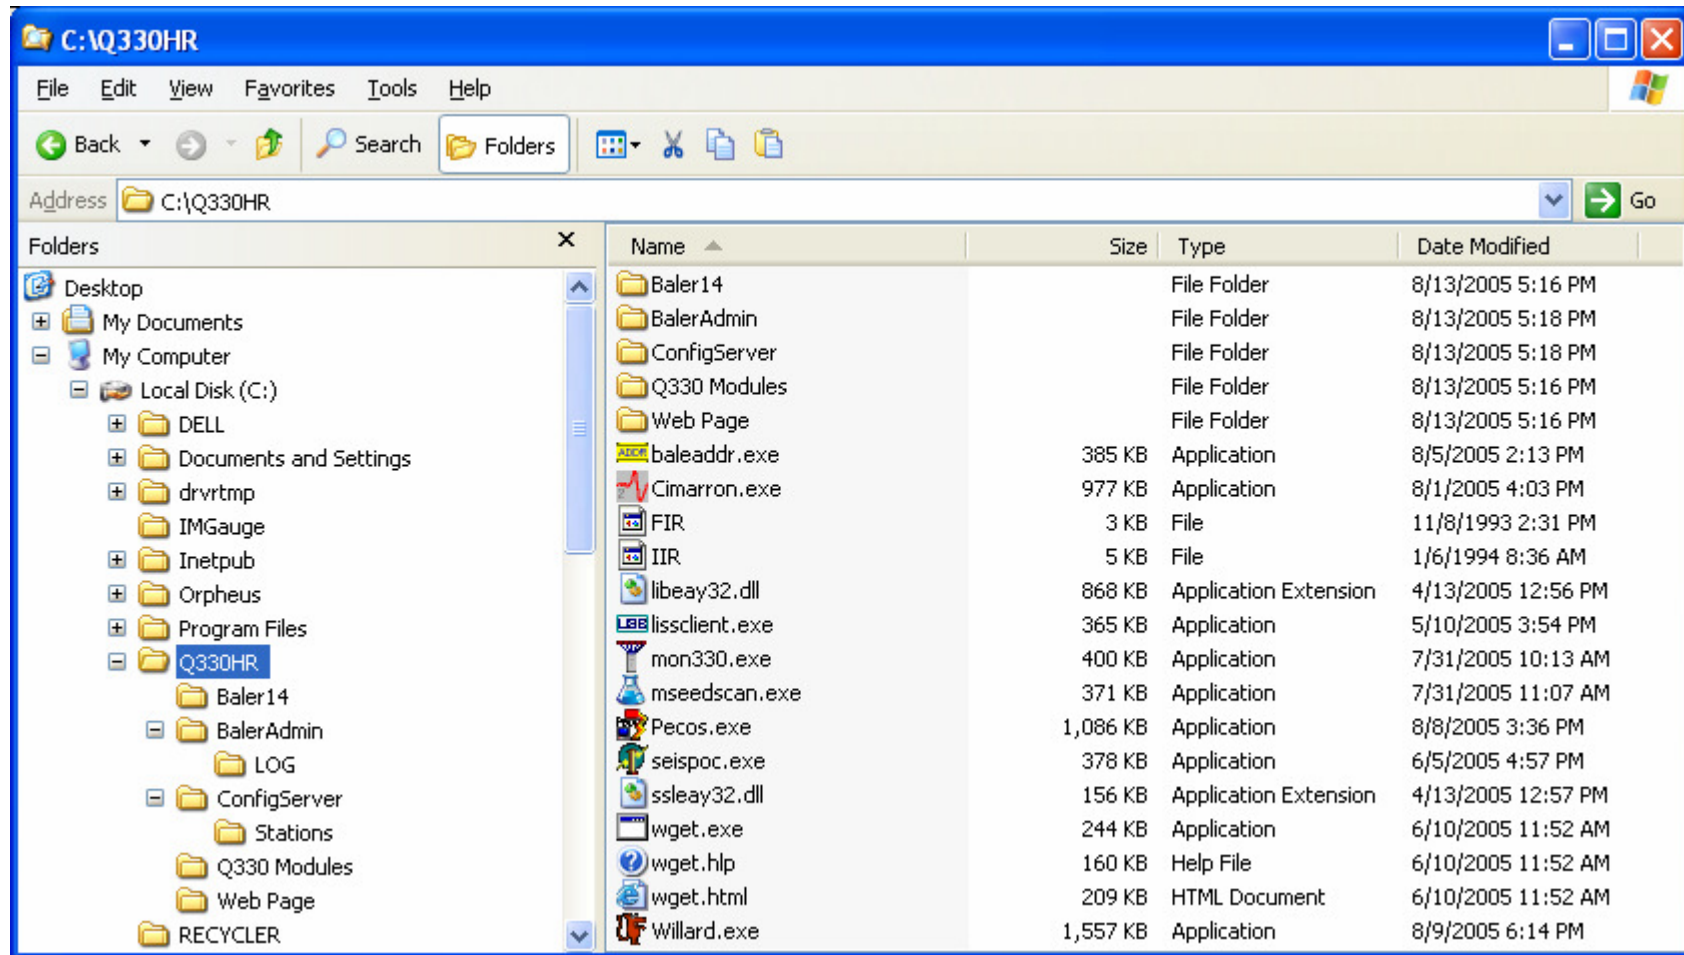 C:\Q330HR
File Edit View Favorites Tools Help
Back Search Folders
Address C:\Q330HR Go
Folders
Desktop
My Documents
My Computer
Local Disk (C:)
DELL
Documents and Settings
drvrtmp
IMGauge
Inetpub
Orpheus
Program Files
Q330HR
Baler14
BalerAdmin
LOG
ConfigServer
Stations
Q330 Modules
Web Page
RECYCLER
Name Size Type Date Modified
Baler14 File Folder 8/13/2005 5:16 PM
BalerAdmin File Folder 8/13/2005 5:18 PM
ConfigServer File Folder 8/13/2005 5:18 PM
Q330 Modules File Folder 8/13/2005 5:16 PM
Web Page File Folder 8/13/2005 5:16 PM
baleaddr.exe 385 KB Application 8/5/2005 2:13 PM
Cimarron.exe 977 KB Application 8/1/2005 4:03 PM
FIR 3 KB File 11/8/1993 2:31 PM
IIR 5 KB File 1/6/1994 8:36 AM
libeay32.dll 868 KB Application Extension 4/13/2005 12:56 PM
lissclient.exe 365 KB Application 5/10/2005 3:54 PM
mon330.exe 400 KB Application 7/31/2005 10:13 AM
mseedscan.exe 371 KB Application 7/31/2005 11:07 AM
Pecos.exe 1,086 KB Application 8/8/2005 3:36 PM
seispoc.exe 378 KB Application 6/5/2005 4:57 PM
ssleay32.dll 156 KB Application Extension 4/13/2005 12:57 PM
wget.exe 244 KB Application 6/10/2005 11:52 AM
wget.hlp 160 KB Help File 6/10/2005 11:52 AM
wget.html 209 KB HTML Document 6/10/2005 11:52 AM
Willard.exe 1,557 KB Application 8/9/2005 6:14 PM